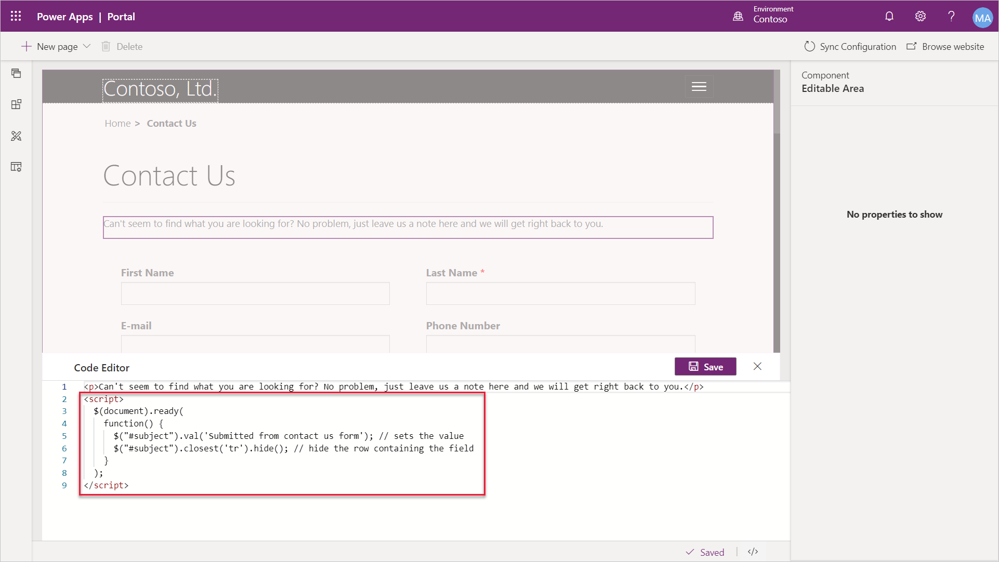 Power Apps | Portal
Environment
Contoso
MA
New page
Delete
Sync Configuration
Browse website
Contoso, Ltd.
Home > Contact Us
Contact Us
Can't seem to find what you are looking for? No problem, just leave us a note here and we will get right back to you.
First Name
Last Name *
E-mail
Phone Number
Component
Editable Area
No properties to show
Code Editor
Save
1 <p>Can't seem to find what you are looking for? No problem, just leave us a note here and we will get right back to you.</p>
2 <script>
3 $(document).ready(
4 function() {
5 $("#subject").val('Submitted from contact us form'); // sets the value
6 $("#subject").closest('tr').hide(); // hide the row containing the field
7 }
8 );
9 </script>
Saved | </>